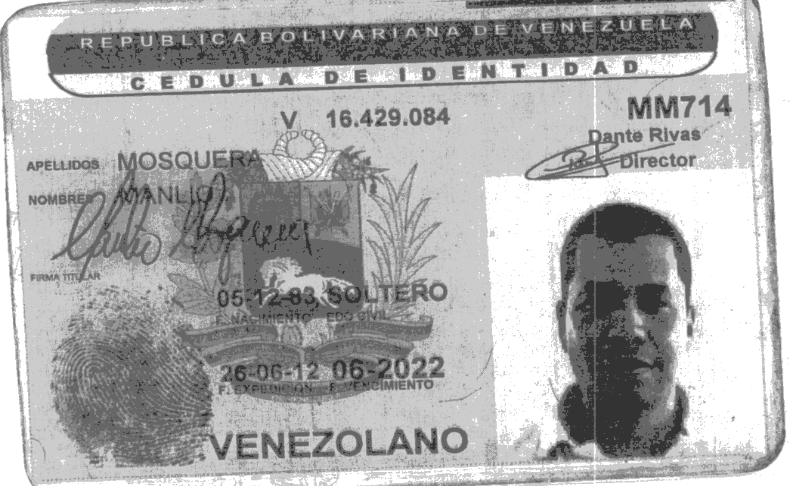 REPUBLICA BOLIVARIANA DE VENEZUELA
CEDULA DE IDENTIDAD
V 16.429.084
MM714
Dante Rivas
Director
APELLIDOS MOSQUERA
NOMBRES MANLIO
FIRMA TITULAR
05-12-83 SOLTERO
F. NACIMIENTO EDO CIVIL
26-06-12 06-2022
F. EXPEDICION F. VENCIMIENTO
VENEZOLANO